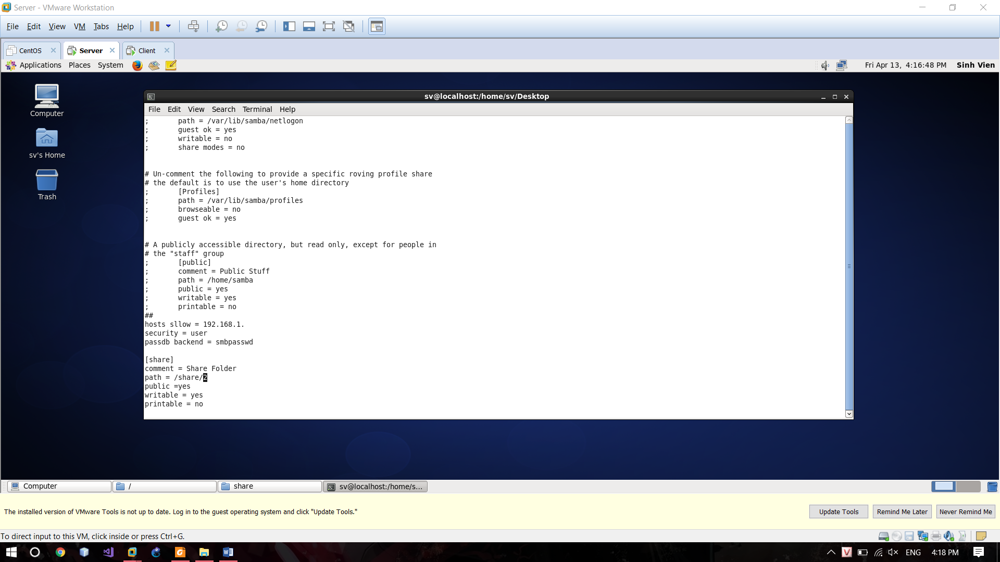 Server - VMware Workstation
File Edit View VM Tabs Help
CentOS Server Client
Applications Places System Fri Apr 13, 4:16:48 PM Sinh Vien
Computer
sv's Home
Trash
sv@localhost:/home/sv/Desktop
File Edit View Search Terminal Help
; path = /var/lib/samba/netlogon
; guest ok = yes
; writable = no
; share modes = no
# Un-comment the following to provide a specific roving profile share
# the default is to use the user's home directory
; [Profiles]
; path = /var/lib/samba/profiles
; browseable = no
; guest ok = yes
# A publicly accessible directory, but read only, except for people in
# the "staff" group
; [public]
; comment = Public Stuff
; path = /home/samba
; public = yes
; writable = yes
; printable = no
##
hosts sllow = 192.168.1.
security = user
passdb backend = smbpasswd
[share]
comment = Share Folder
path = /share/2
public =yes
writable = yes
printable = no
Computer / share sv@localhost:/home/s...
The installed version of VMware Tools is not up to date. Log in to the guest operating system and click "Update Tools." Update Tools Remind Me Later Never Remind Me
To direct input to this VM, click inside or press Ctrl+G.
ENG 4:18 PM